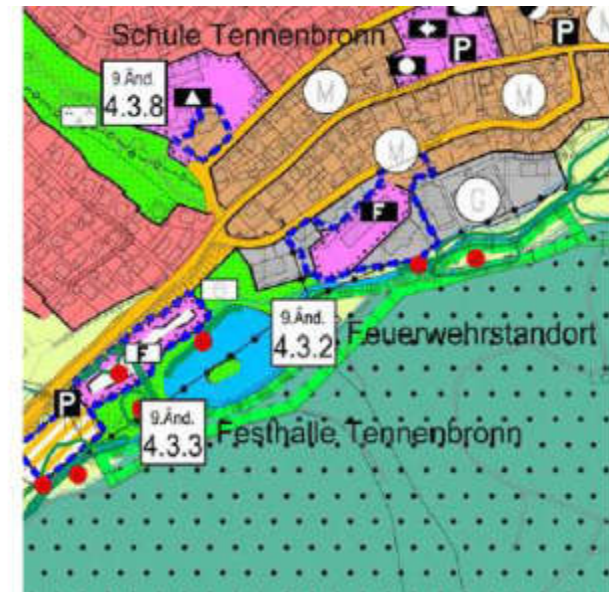 Schule Tennenbronn
P
P
9.Änd.
4.3.8
M
M
M
M
F
G
9.Änd.
4.3.2
Feuerwehrstandort
F
P
9.Änd.
4.3.3
Festhalle Tennenbronn